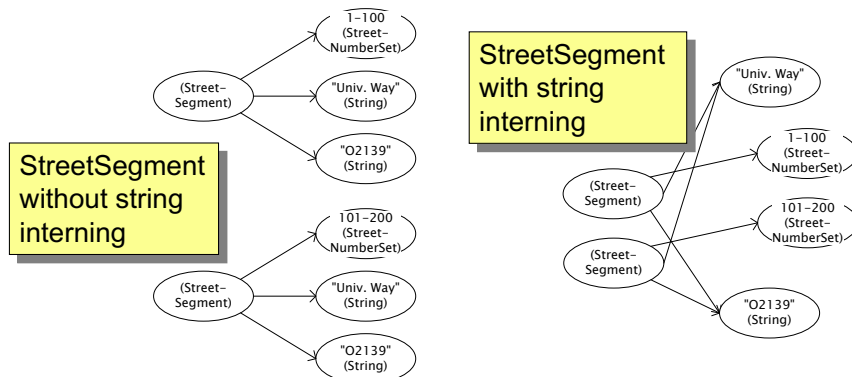 1-100
(Street-
NumberSet)
(Street-
Segment)
"Univ. Way"
(String)
"O2139"
(String)
StreetSegment
without string
interning
101-200
(Street-
NumberSet)
(Street-
Segment)
"Univ. Way"
(String)
"O2139"
(String)
StreetSegment
with string
interning
"Univ. Way"
(String)
1-100
(Street-
NumberSet)
(Street-
Segment)
101-200
(Street-
NumberSet)
(Street-
Segment)
"O2139"
(String)